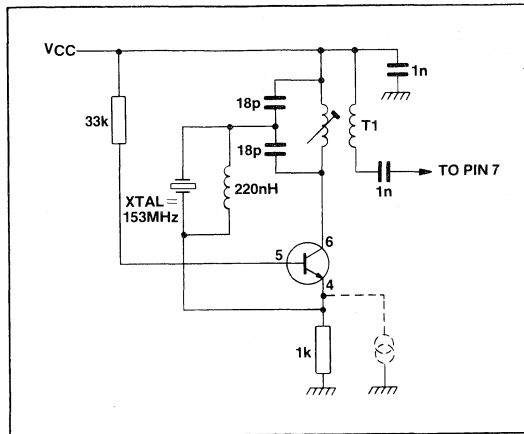 VCC
1n
18p
33k
T1
18p
1n
TO PIN 7
220nH
XTAL =
153MHz
6
5
4
1k